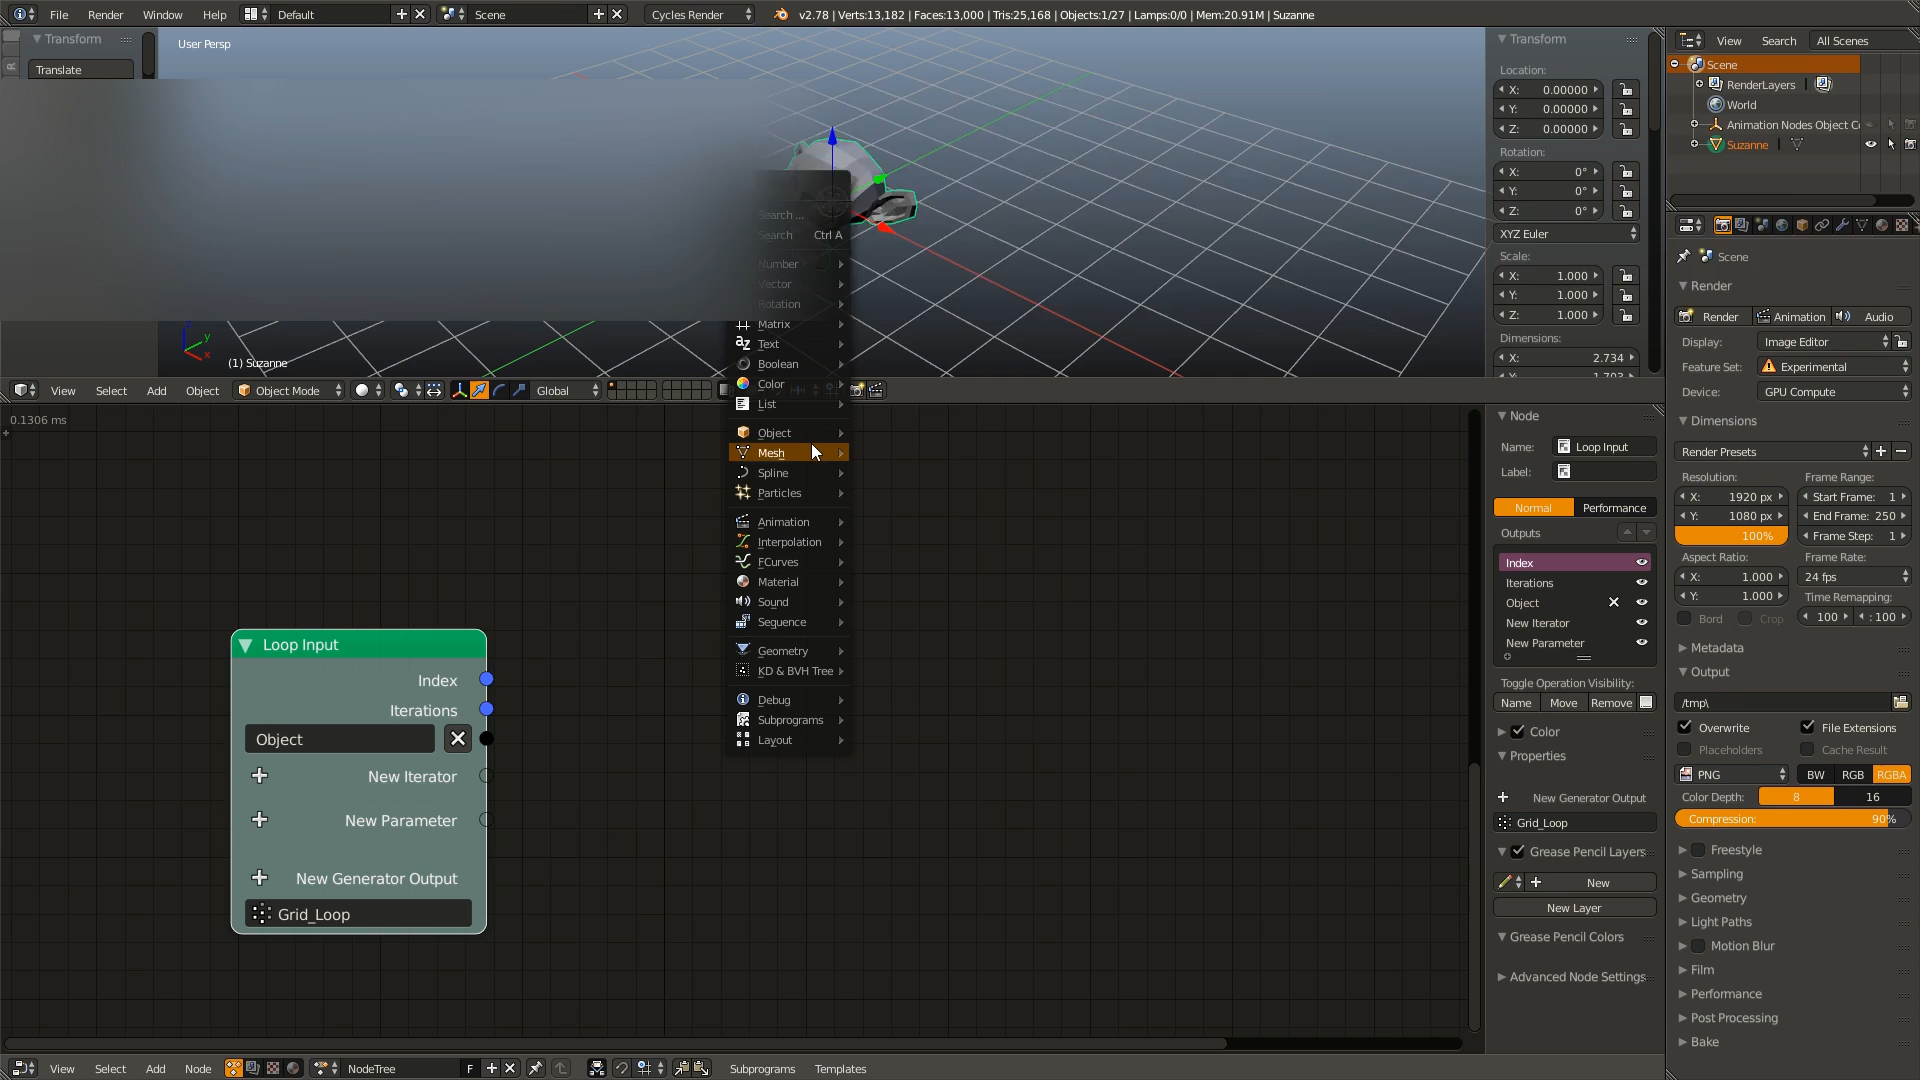 File Render Window Help Default Scene Cycles Render v2.78 | Verts:13,182 | Faces:13,000 | Tris:25,168 | Objects:1/27 | Lamps:0/0 | Mem:20.91M | Suzanne
Transform
Translate
User Persp
(1) Suzanne
Transform
Location:
X: 0.00000
Y: 0.00000
Z: 0.00000
Rotation:
X: 0°
Y: 0°
Z: 0°
XYZ Euler
Scale:
X: 1.000
Y: 1.000
Z: 1.000
Dimensions:
X: 2.734
View Search All Scenes
Scene
RenderLayers
World
Animation Nodes Object Co
Suzanne
View Select Add Object Object Mode Global
Search ...
Search Ctrl A
Number
Vector
Rotation
Matrix
Text
Boolean
Color
List
Object
Mesh
Spline
Particles
Animation
Interpolation
FCurves
Material
Sound
Sequence
Geometry
KD & BVH Tree
Debug
Subprograms
Layout
0.1306 ms
Loop Input
Index
Iterations
Object
New Iterator
New Parameter
New Generator Output
Grid_Loop
Node
Name: Loop Input
Label:
Normal Performance
Outputs
Index
Iterations
Object
New Iterator
New Parameter
Toggle Operation Visibility:
Name Move Remove
Color
Properties
New Generator Output
Grid_Loop
Grease Pencil Layers
New
New Layer
Grease Pencil Colors
Advanced Node Settings
Scene
Render
Render Animation Audio
Display: Image Editor
Feature Set: Experimental
Device: GPU Compute
Dimensions
Render Presets
Resolution: Frame Range:
X: 1920 px Start Frame: 1
Y: 1080 px End Frame: 250
100% Frame Step: 1
Aspect Ratio: Frame Rate:
X: 1.000 24 fps
Y: 1.000 Time Remapping:
Bord Crop 100 : 100
Metadata
Output
/tmp\
Overwrite File Extensions
Placeholders Cache Result
PNG BW RGB RGBA
Color Depth: 8 16
Compression: 90%
Freestyle
Sampling
Geometry
Light Paths
Motion Blur
Film
Performance
Post Processing
Bake
View Select Add Node NodeTree F Subprograms Templates